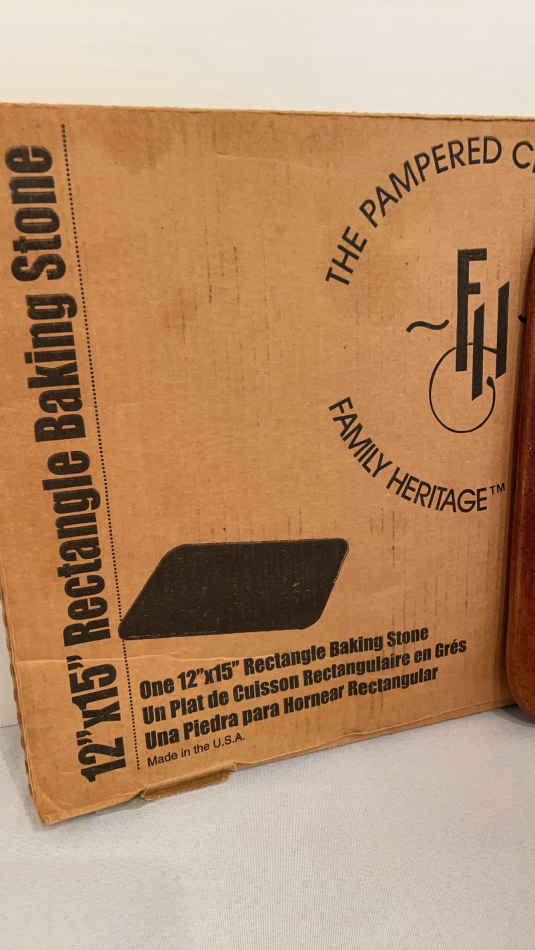 12”x15” Rectangle Baking Stone
THE PAMPERED
FH
FAMILY HERITAGE™
One 12”x15” Rectangle Baking Stone
Un Plat de Cuisson Rectangulaire en Grés
Una Piedra para Hornear Rectangular
Made in the U.S.A.